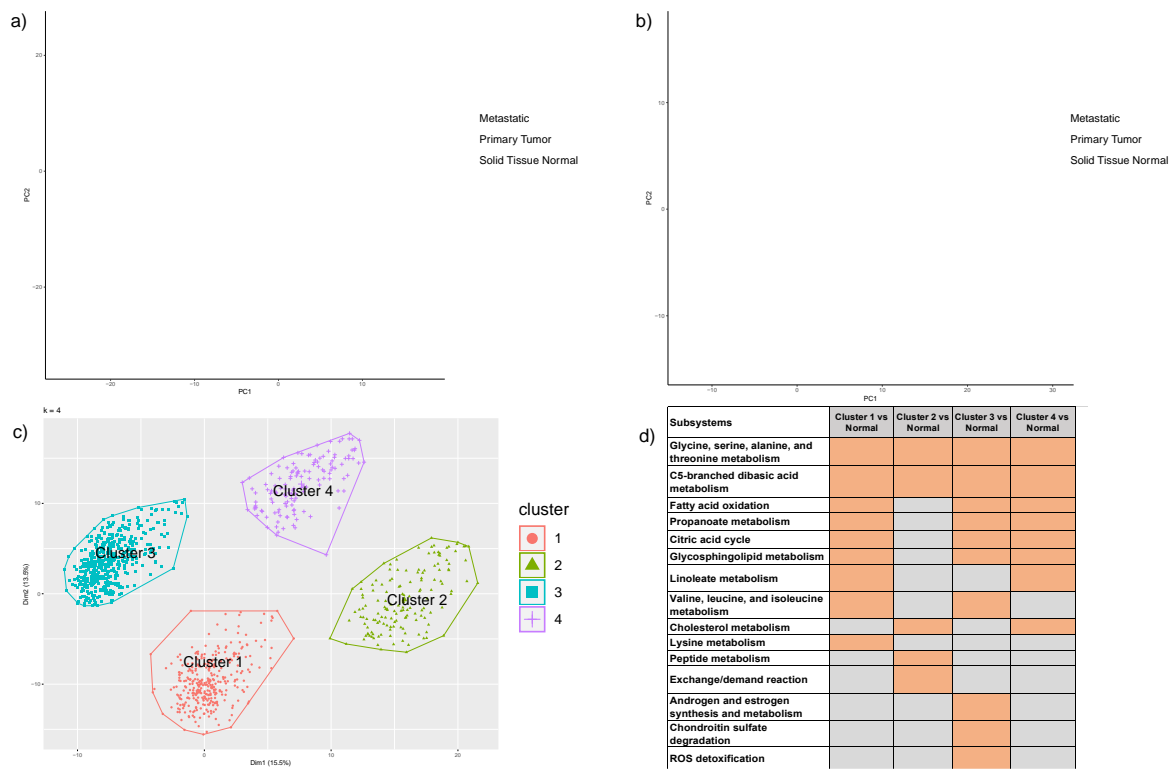 a)
20
0
−20
PC2
−20
−10
0
10
PC1
Metastatic
Primary Tumor
Solid Tissue Normal
b)
10
0
−10
PC2
−10
0
10
20
30
PC1
Metastatic
Primary Tumor
Solid Tissue Normal
c)
k = 4
10
0
−10
Dim2 (13.5%)
−10
0
10
20
Dim1 (15.5%)
Cluster 4
Cluster 3
Cluster 2
Cluster 1
cluster
1
2
3
4
d)
Subsystems
Cluster 1 vs
Normal
Cluster 2 vs
Normal
Cluster 3 vs
Normal
Cluster 4 vs
Normal
Glycine, serine, alanine, and
threonine metabolism
C5-branched dibasic acid
metabolism
Fatty acid oxidation
Propanoate metabolism
Citric acid cycle
Glycosphingolipid metabolism
Linoleate metabolism
Valine, leucine, and isoleucine
metabolism
Cholesterol metabolism
Lysine metabolism
Peptide metabolism
Exchange/demand reaction
Androgen and estrogen
synthesis and metabolism
Chondroitin sulfate
degradation
ROS detoxification